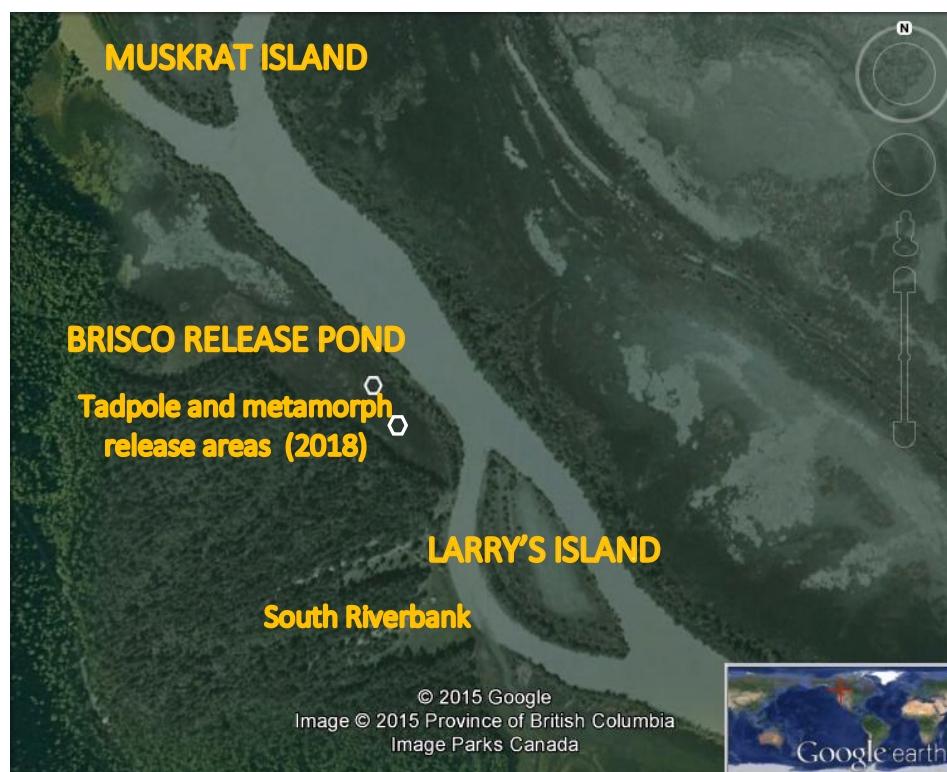 MUSKRAT ISLAND
N
BRISCO RELEASE POND
Tadpole and metamorph
release areas (2018)
LARRY'S ISLAND
South Riverbank
© 2015 Google
Image © 2015 Province of British Columbia
Image Parks Canada
Google earth